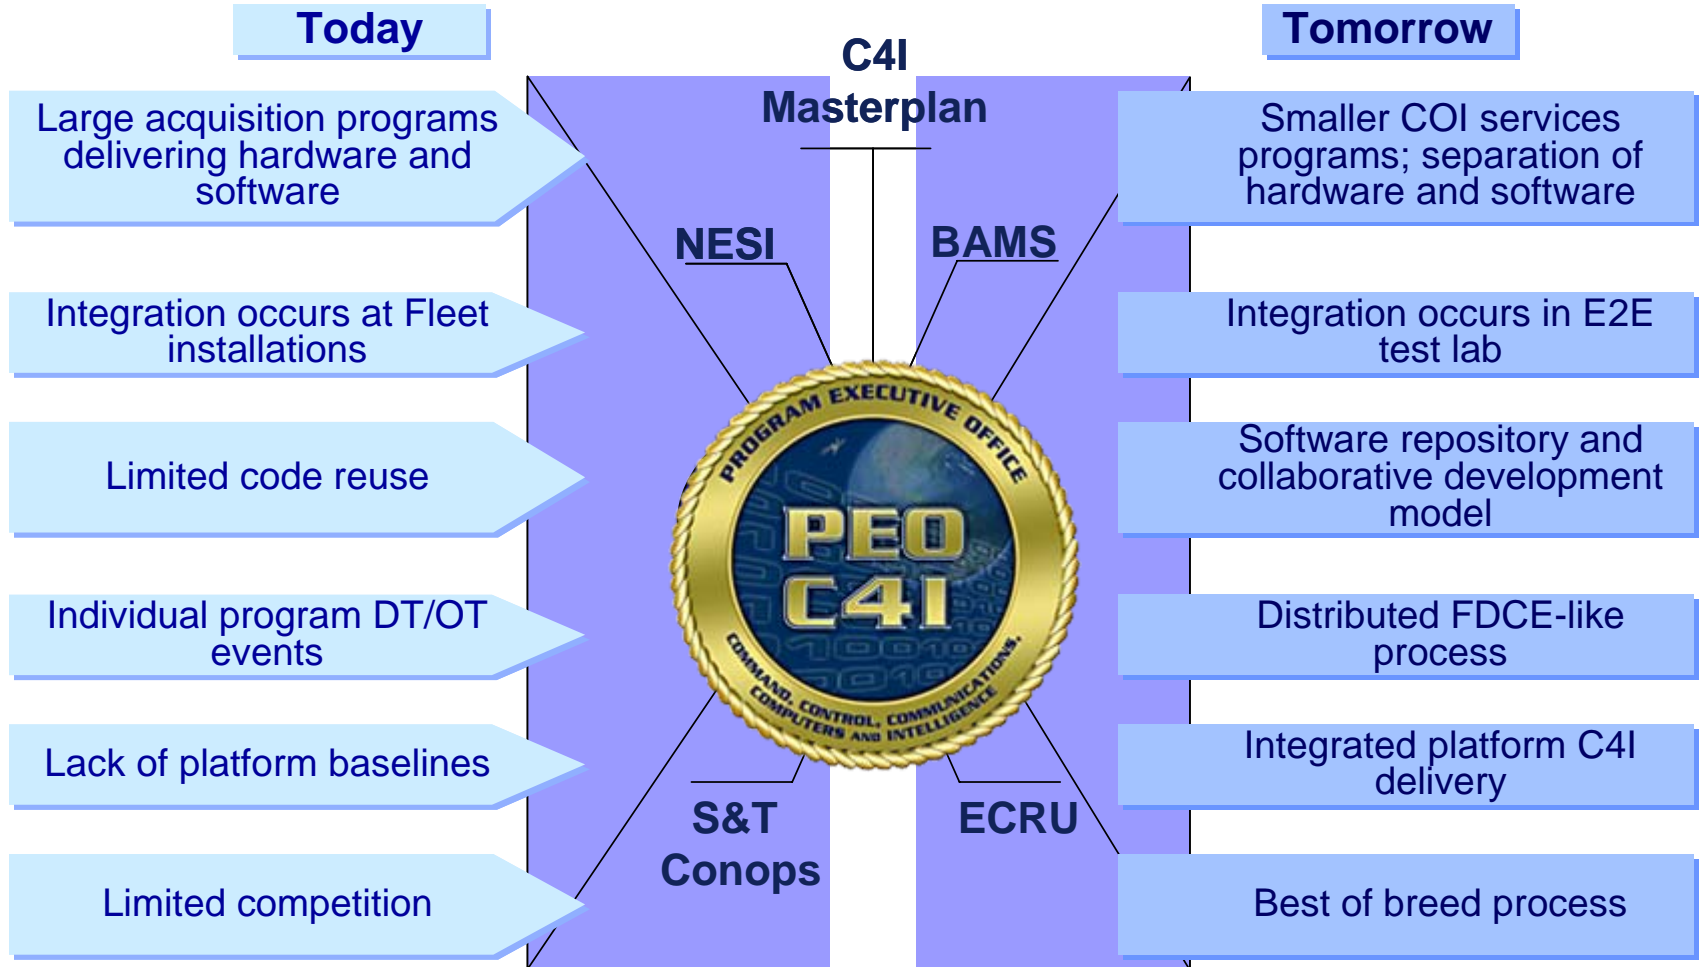 Today
Large acquisition programs
delivering hardware and
software
Integration occurs at Fleet
installations
Limited code reuse
Individual program DT/OT
events
Lack of platform baselines
Limited competition
C4I
Masterplan
NESI
BAMS
PROGRAM EXECUTIVE OFFICE
PEO
C4I
COMMAND, CONTROL, COMMUNICATIONS,
COMPUTERS AND INTELLIGENCE
S&T
Conops
ECRU
Tomorrow
Smaller COI services
programs; separation of
hardware and software
Integration occurs in E2E
test lab
Software repository and
collaborative development
model
Distributed FDCE-like
process
Integrated platform C4I
delivery
Best of breed process